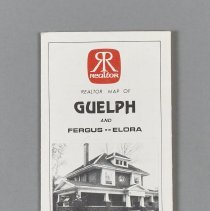 R
REALTOR
REALTOR MAP OF
GUELPH
AND
FERGUS -- ELORA